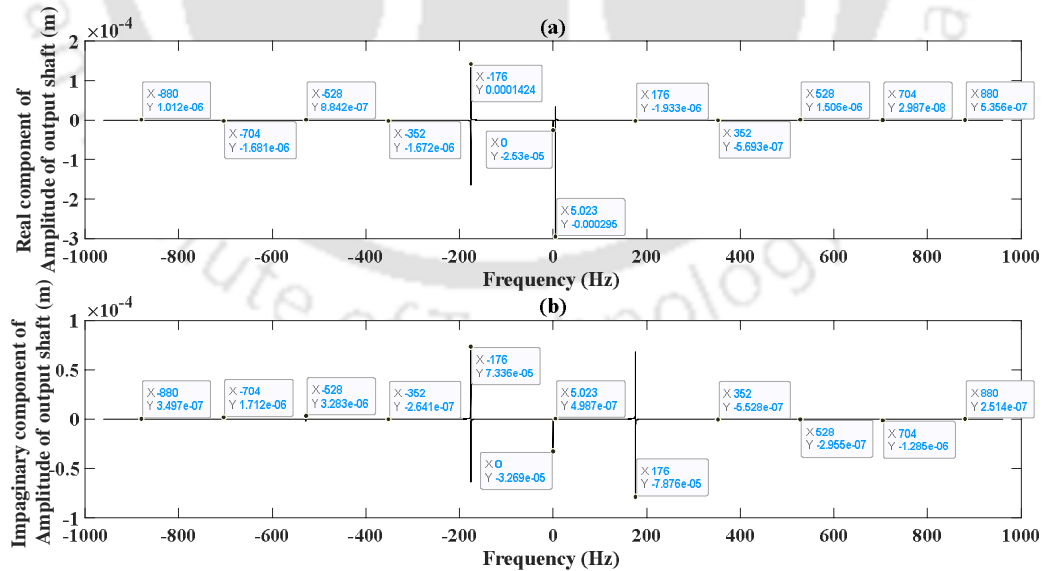 (a)
×10⁻⁴
Real component of
Amplitude of output shaft (m)
2
1
0
-1
-2
-3
X -880
Y 1.012e-06
X -704
Y -1.681e-06
X -528
Y 8.842e-07
X -352
Y -1.672e-06
X -176
Y 0.0001424
X 0
Y -2.53e-05
X 5.023
Y -0.000295
X 176
Y -1.933e-06
X 352
Y -5.693e-07
X 528
Y 1.506e-06
X 704
Y 2.987e-08
X 880
Y 5.356e-07
-1000 -800 -600 -400 -200 0 200 400 600 800 1000
Frequency (Hz)
(b)
×10⁻⁴
Impaginary component of
Amplitude of output shaft (m)
1
0.5
0
-0.5
-1
X -880
Y 3.497e-07
X -704
Y 1.712e-06
X -528
Y 3.283e-06
X -352
Y -2.641e-07
X -176
Y 7.336e-05
X 0
Y -3.269e-05
X 5.023
Y 4.987e-07
X 176
Y -7.876e-05
X 352
Y -5.528e-07
X 528
Y -2.955e-07
X 704
Y -1.285e-06
X 880
Y 2.514e-07
-1000 -800 -600 -400 -200 0 200 400 600 800 1000
Frequency (Hz)